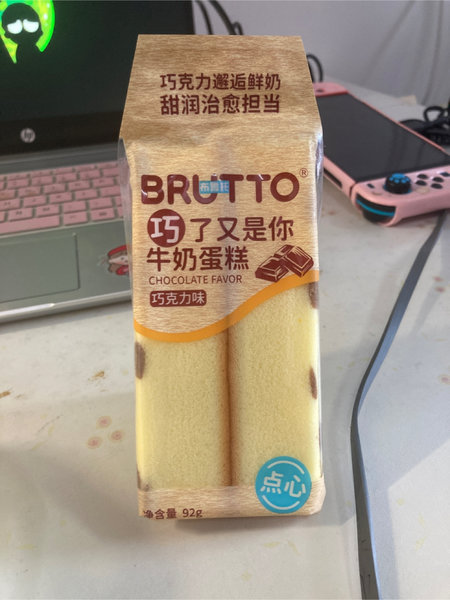 巧克力邂逅鲜奶
甜润治愈担当
BRUTTO®
布鲁托
巧了又是你
牛奶蛋糕
CHOCOLATE FAVOR
巧克力味
点心
净含量 92g
hp